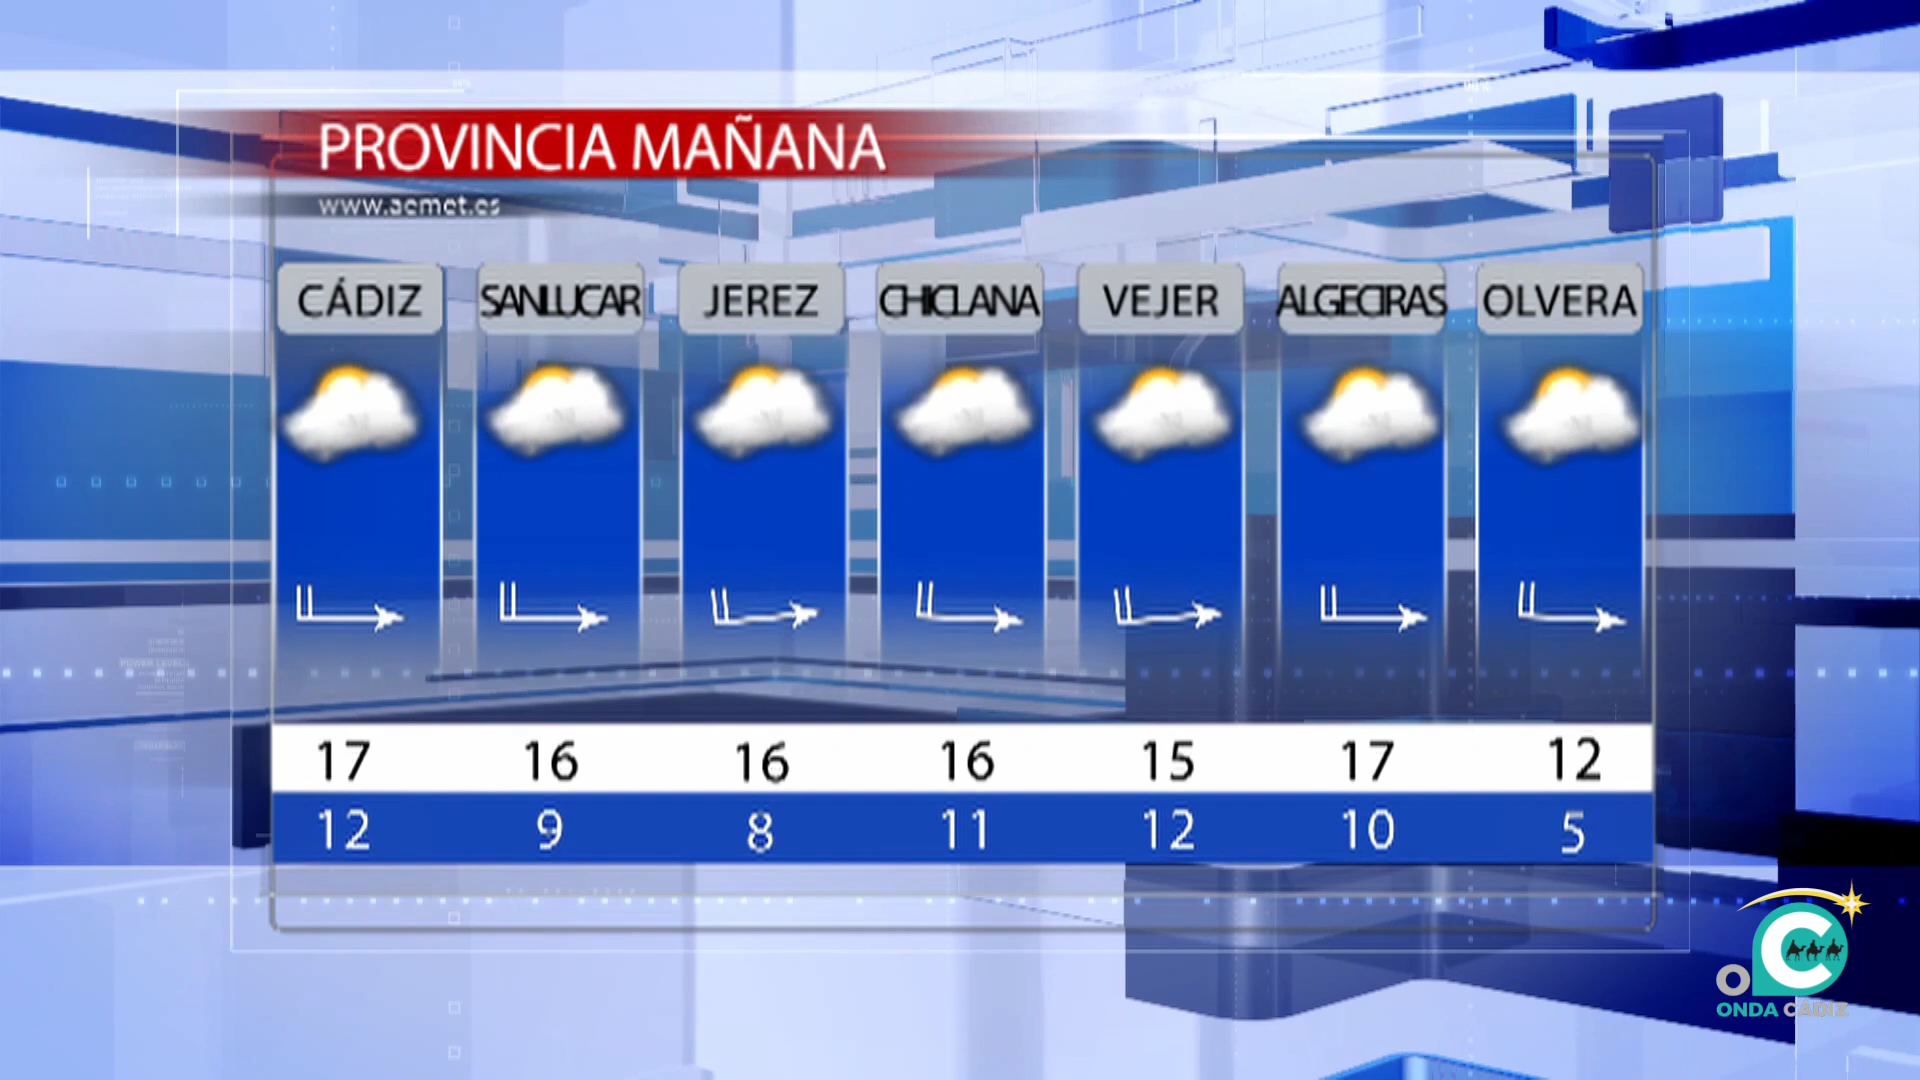 PROVINCIA MAÑANA
www.aemet.es
CÁDIZ SANLUCAR JEREZ CHICLANA VEJER ALGECIRAS OLVERA
17 16 16 16 15 17 12
12 9 8 11 12 10 5
ONDA CÁDIZ